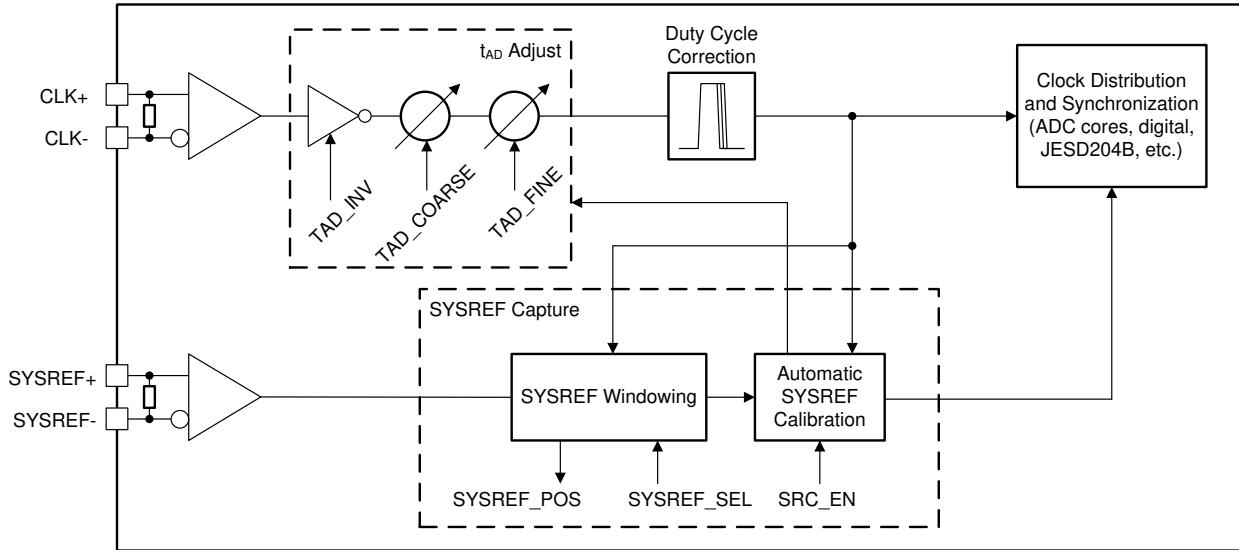 t_AD Adjust
Duty Cycle
Correction
CLK+
CLK-
Clock Distribution
and Synchronization
(ADC cores, digital,
JESD204B, etc.)
TAD_INV
TAD_COARSE
TAD_FINE
SYSREF Capture
SYSREF+
SYSREF-
SYSREF Windowing
Automatic
SYSREF
Calibration
SYSREF_POS
SYSREF_SEL
SRC_EN